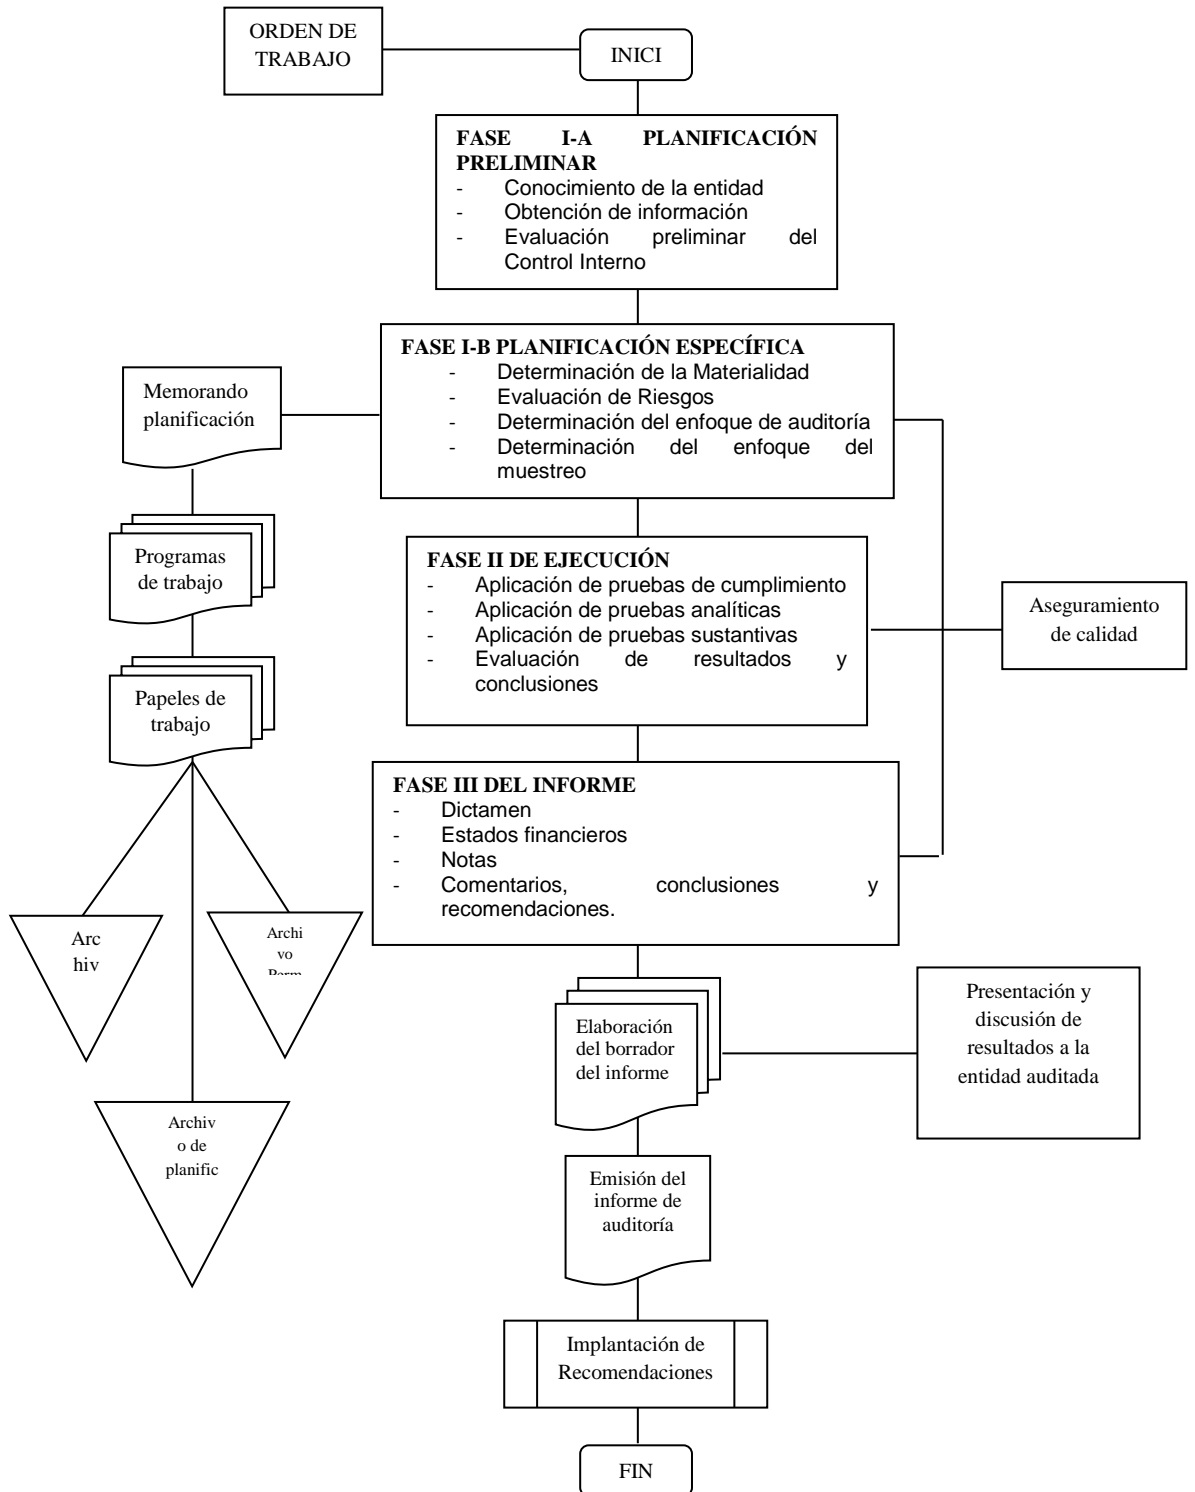 ORDEN DE
TRABAJO
INICI
FASE I-A PLANIFICACIÓN
PRELIMINAR
- Conocimiento de la entidad
- Obtención de información
- Evaluación preliminar del
Control Interno
FASE I-B PLANIFICACIÓN ESPECÍFICA
- Determinación de la Materialidad
- Evaluación de Riesgos
- Determinación del enfoque de auditoría
- Determinación del enfoque del
muestreo
Memorando
planificación
Programas
de trabajo
Papeles de
trabajo
FASE II DE EJECUCIÓN
- Aplicación de pruebas de cumplimiento
- Aplicación de pruebas analíticas
- Aplicación de pruebas sustantivas
- Evaluación de resultados y
conclusiones
Aseguramiento
de calidad
FASE III DEL INFORME
- Dictamen
- Estados financieros
- Notas
- Comentarios, conclusiones y
recomendaciones.
Arc
hiv
Archi
vo
Perm
Archiv
o de
planific
Elaboración
del borrador
del informe
Presentación y
discusión de
resultados a la
entidad auditada
Emisión del
informe de
auditoría
Implantación de
Recomendaciones
FIN